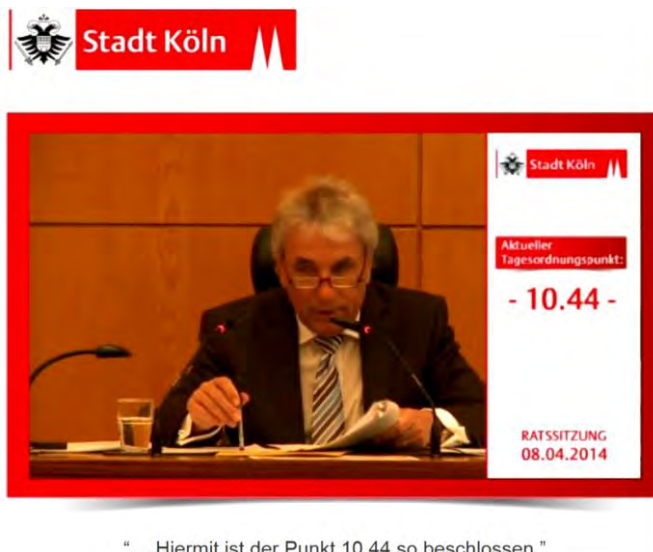 Stadt Köln
Stadt Köln
Aktueller
Tagesordnungspunkt:
- 10.44 -
RATSSITZUNG
08.04.2014
“ ... Hiermit ist der Punkt 10.44 so beschlossen.”